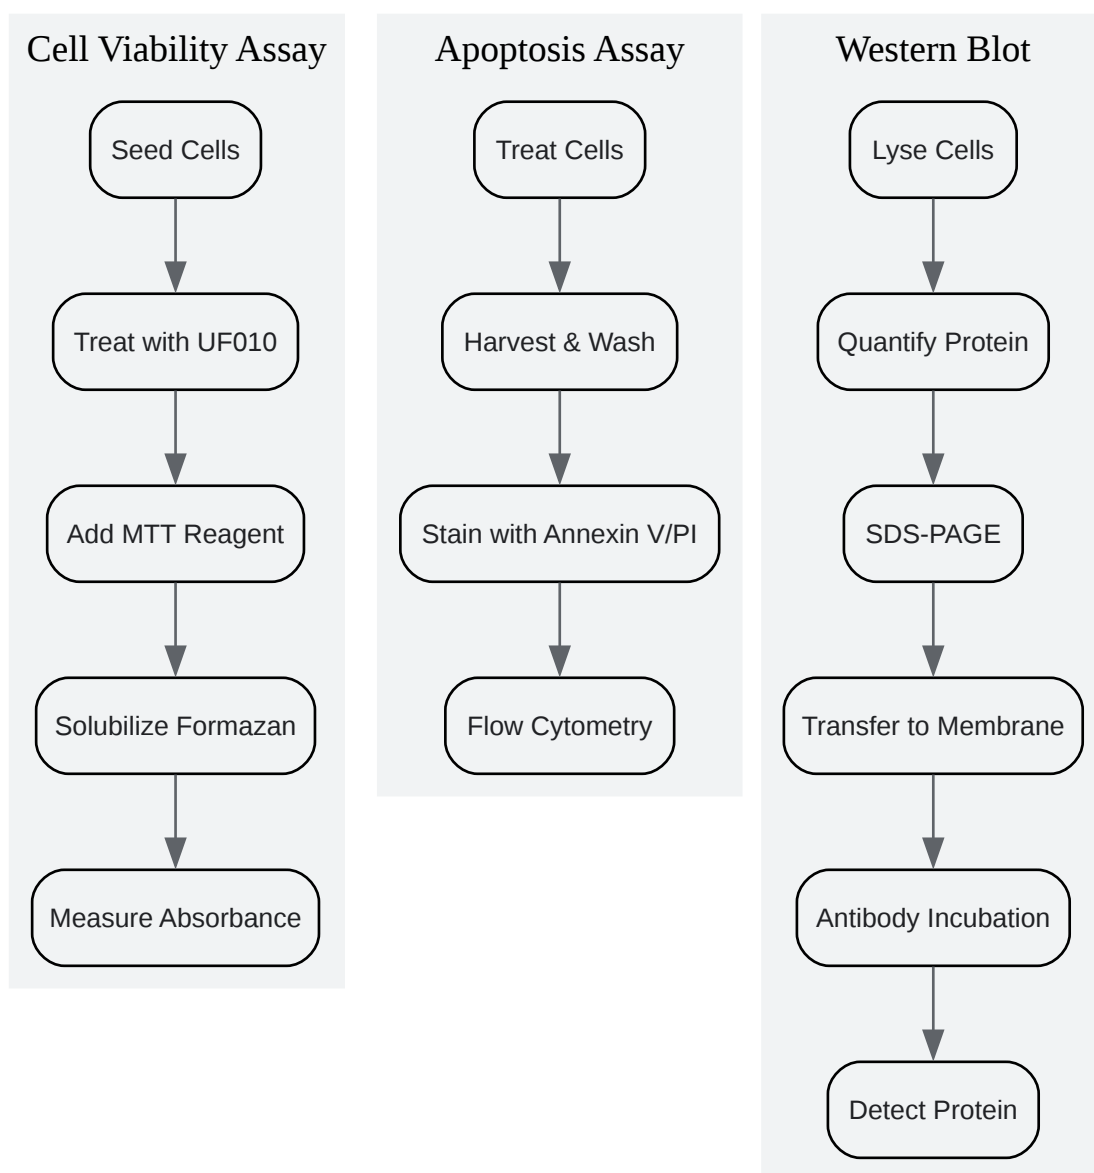 Cell Viability Assay
Seed Cells
Treat with UF010
Add MTT Reagent
Solubilize Formazan
Measure Absorbance
Apoptosis Assay
Treat Cells
Harvest & Wash
Stain with Annexin V/PI
Flow Cytometry
Western Blot
Lyse Cells
Quantify Protein
SDS-PAGE
Transfer to Membrane
Antibody Incubation
Detect Protein